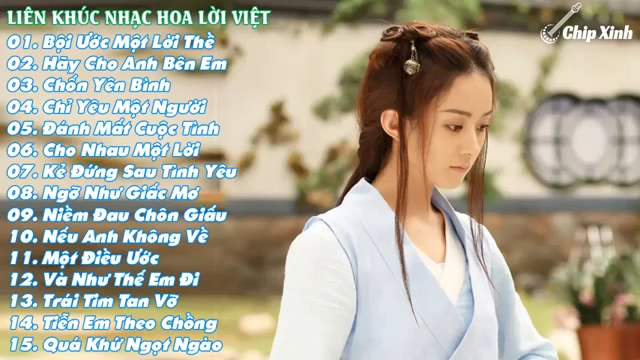 LIÊN KHÚC NHẠC HOA LỜI VIỆT
Chip Xinh
01. Bội Ước Một Lời Thề
02. Hãy Cho Anh Bên Em
03. Chốn Yên Bình
04. Chỉ Yêu Một Người
05. Đánh Mất Cuộc Tình
06. Cho Nhau Một Lời
07. Kẻ Đứng Sau Tình Yêu
08. Ngỡ Như Giấc Mơ
09. Niềm Đau Chôn Giấu
10. Nếu Anh Không Về
11. Một Điều Ước
12. Và Như Thế Em Đi
13. Trái Tim Tan Vỡ
14. Tiễn Em Theo Chồng
15. Quá Khứ Ngọt Ngào